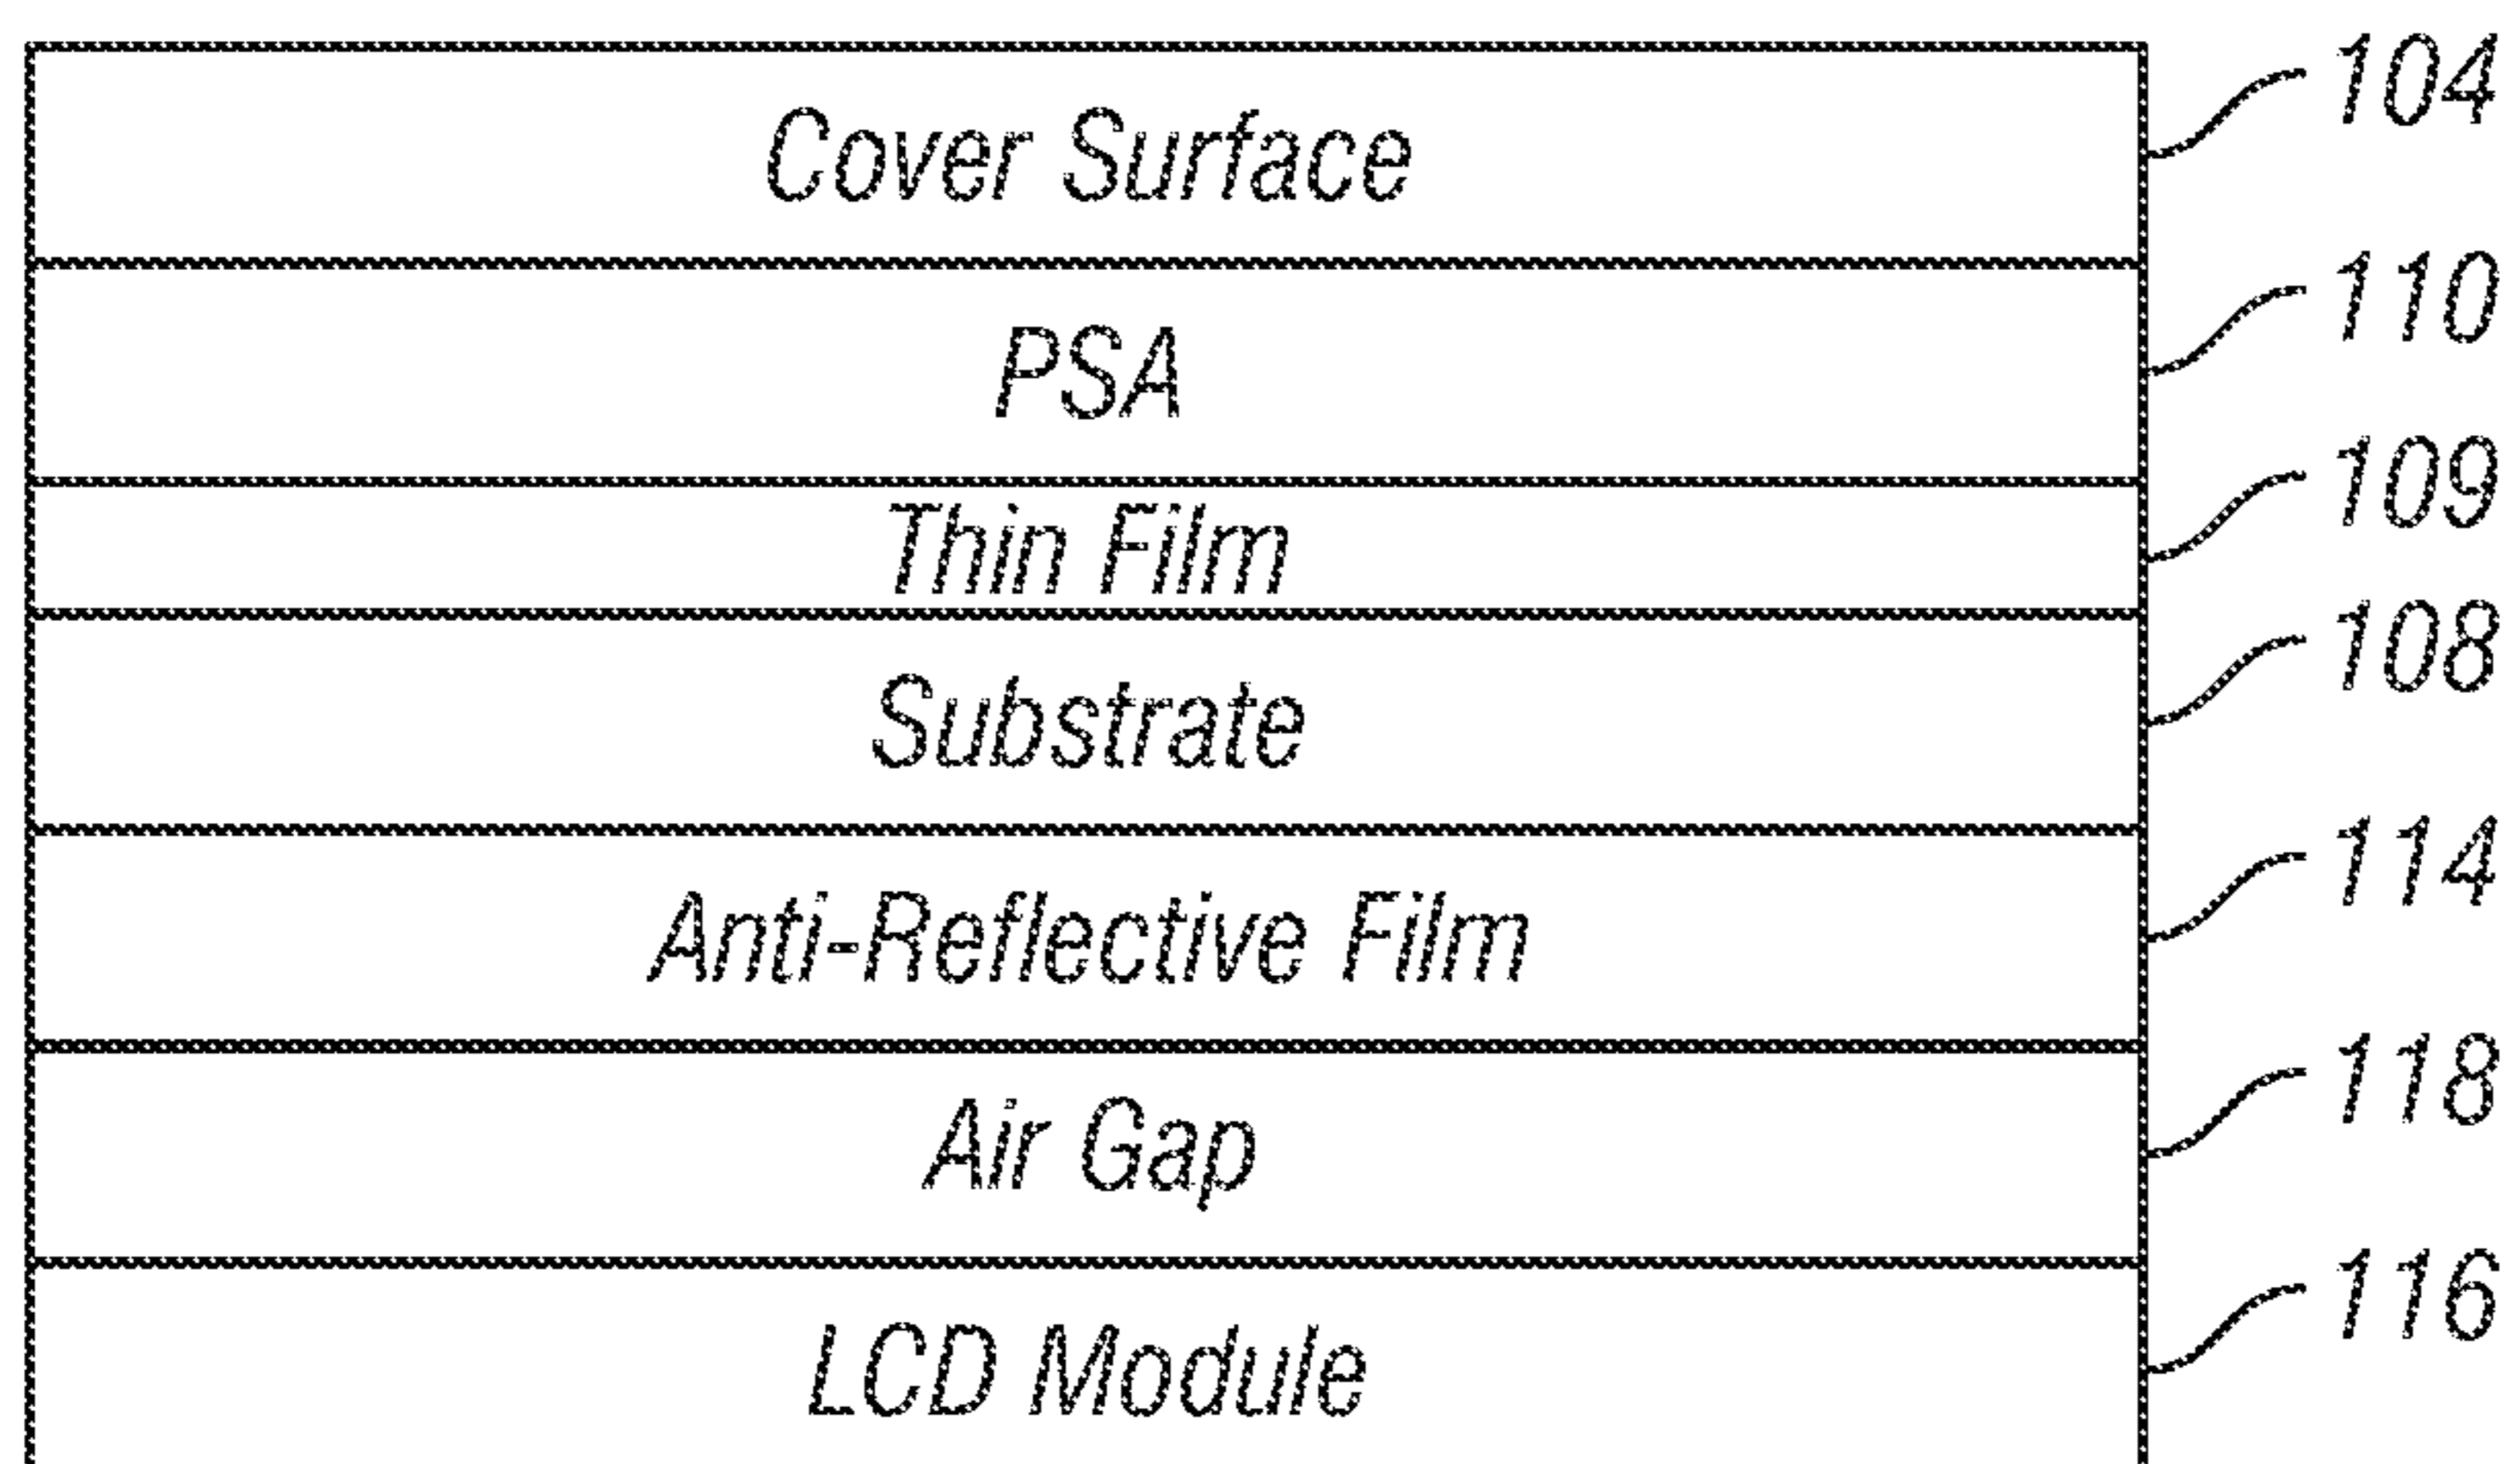 Cover Surface 104
PSA 110
Thin Film 109
Substrate 108
Anti-Reflective Film 114
Air Gap 118
LCD Module 116